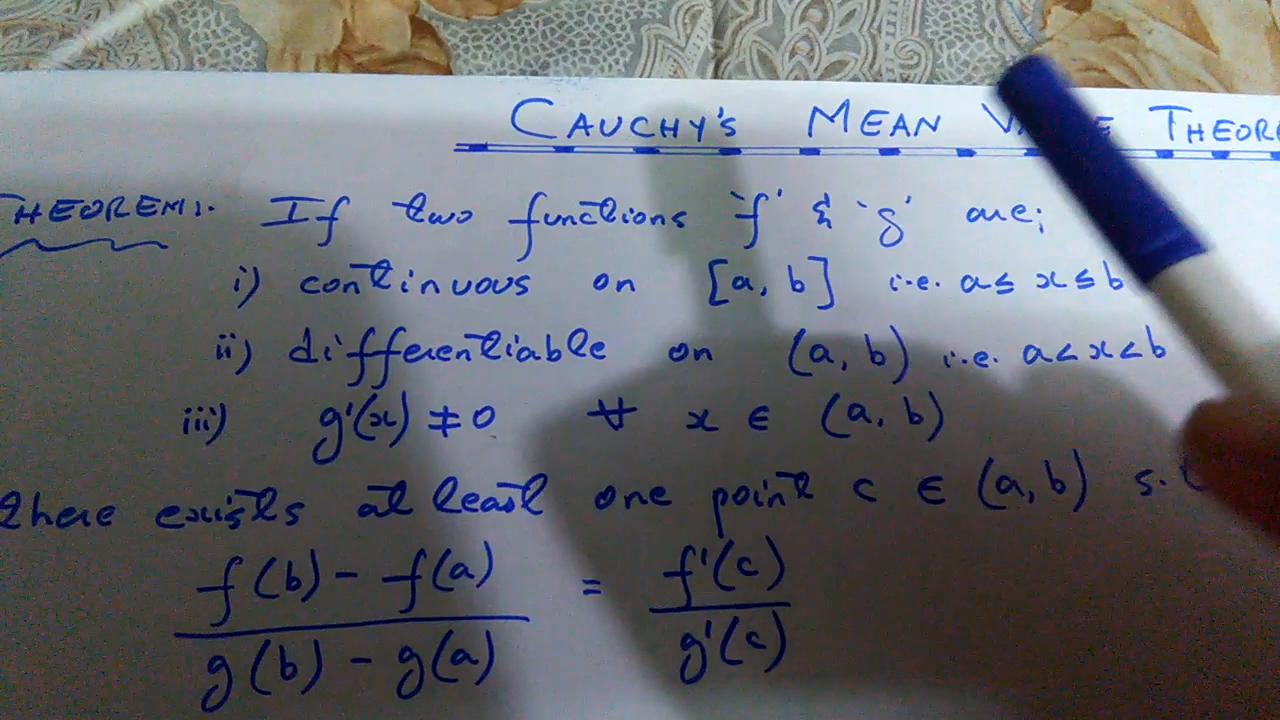 CAUCHY'S MEAN THEOR
THEOREM:. If two functions 'f' & 'g' are;
i) continuous on [a, b] i.e. a≤ x ≤ b
ii) differentiable on (a, b) i.e. a<x<b
iii) g'(x) ≠ 0 ∀ x ∈ (a, b)
there exists at least one point c ∈ (a, b) s.t
f(b) - f(a) / g(b) - g(a) = f'(c) / g'(c)